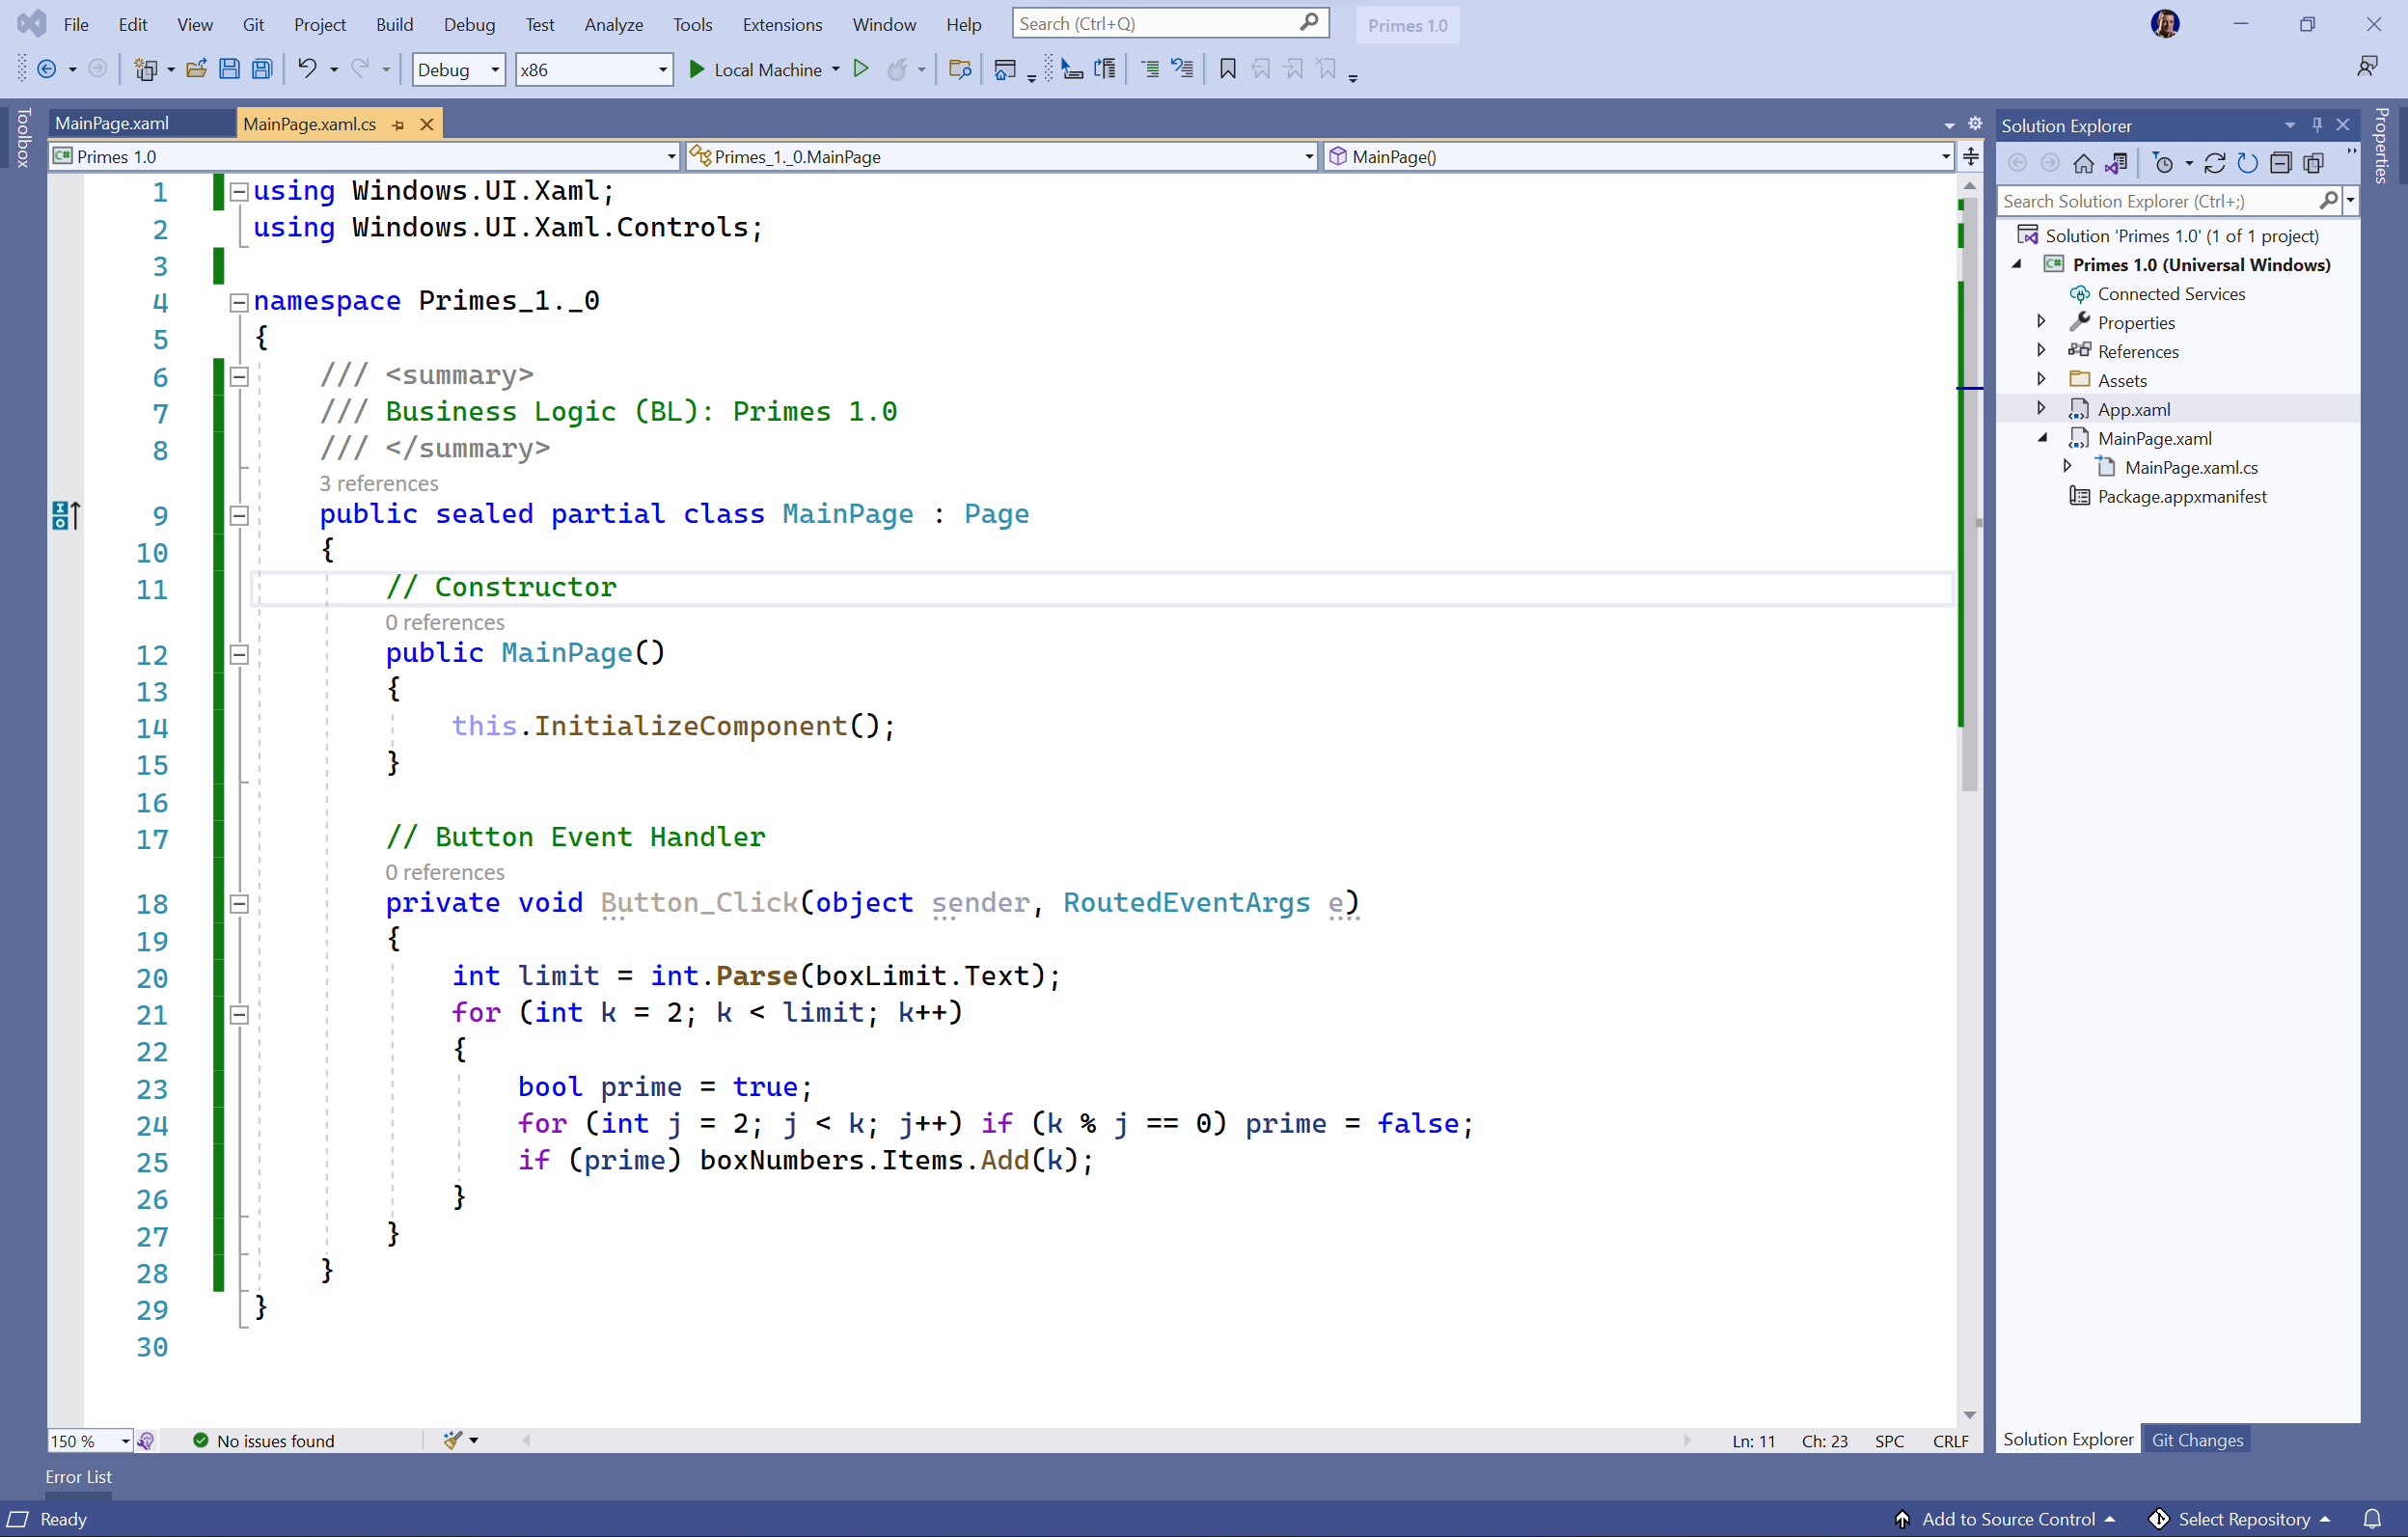 File Edit View Git Project Build Debug Test Analyze Tools Extensions Window Help Search (Ctrl+Q) Primes 1.0
Debug x86 Local Machine
Toolbox
MainPage.xaml MainPage.xaml.cs
Primes 1.0 Primes_1._0.MainPage MainPage()
1 using Windows.UI.Xaml;
2 using Windows.UI.Xaml.Controls;
3
4 namespace Primes_1._0
5 {
6 /// <summary>
7 /// Business Logic (BL): Primes 1.0
8 /// </summary>
3 references
9 public sealed partial class MainPage : Page
10 {
11 // Constructor
0 references
12 public MainPage()
13 {
14 this.InitializeComponent();
15 }
16
17 // Button Event Handler
0 references
18 private void Button_Click(object sender, RoutedEventArgs e)
19 {
20 int limit = int.Parse(boxLimit.Text);
21 for (int k = 2; k < limit; k++)
22 {
23 bool prime = true;
24 for (int j = 2; j < k; j++) if (k % j == 0) prime = false;
25 if (prime) boxNumbers.Items.Add(k);
26 }
27 }
28 }
29 }
30
150 % No issues found Ln: 11 Ch: 23 SPC CRLF
Solution Explorer
Search Solution Explorer (Ctrl+;)
Solution 'Primes 1.0' (1 of 1 project)
C# Primes 1.0 (Universal Windows)
Connected Services
Properties
References
Assets
App.xaml
MainPage.xaml
MainPage.xaml.cs
Package.appxmanifest
Solution Explorer Git Changes
Properties
Error List
Ready Add to Source Control Select Repository